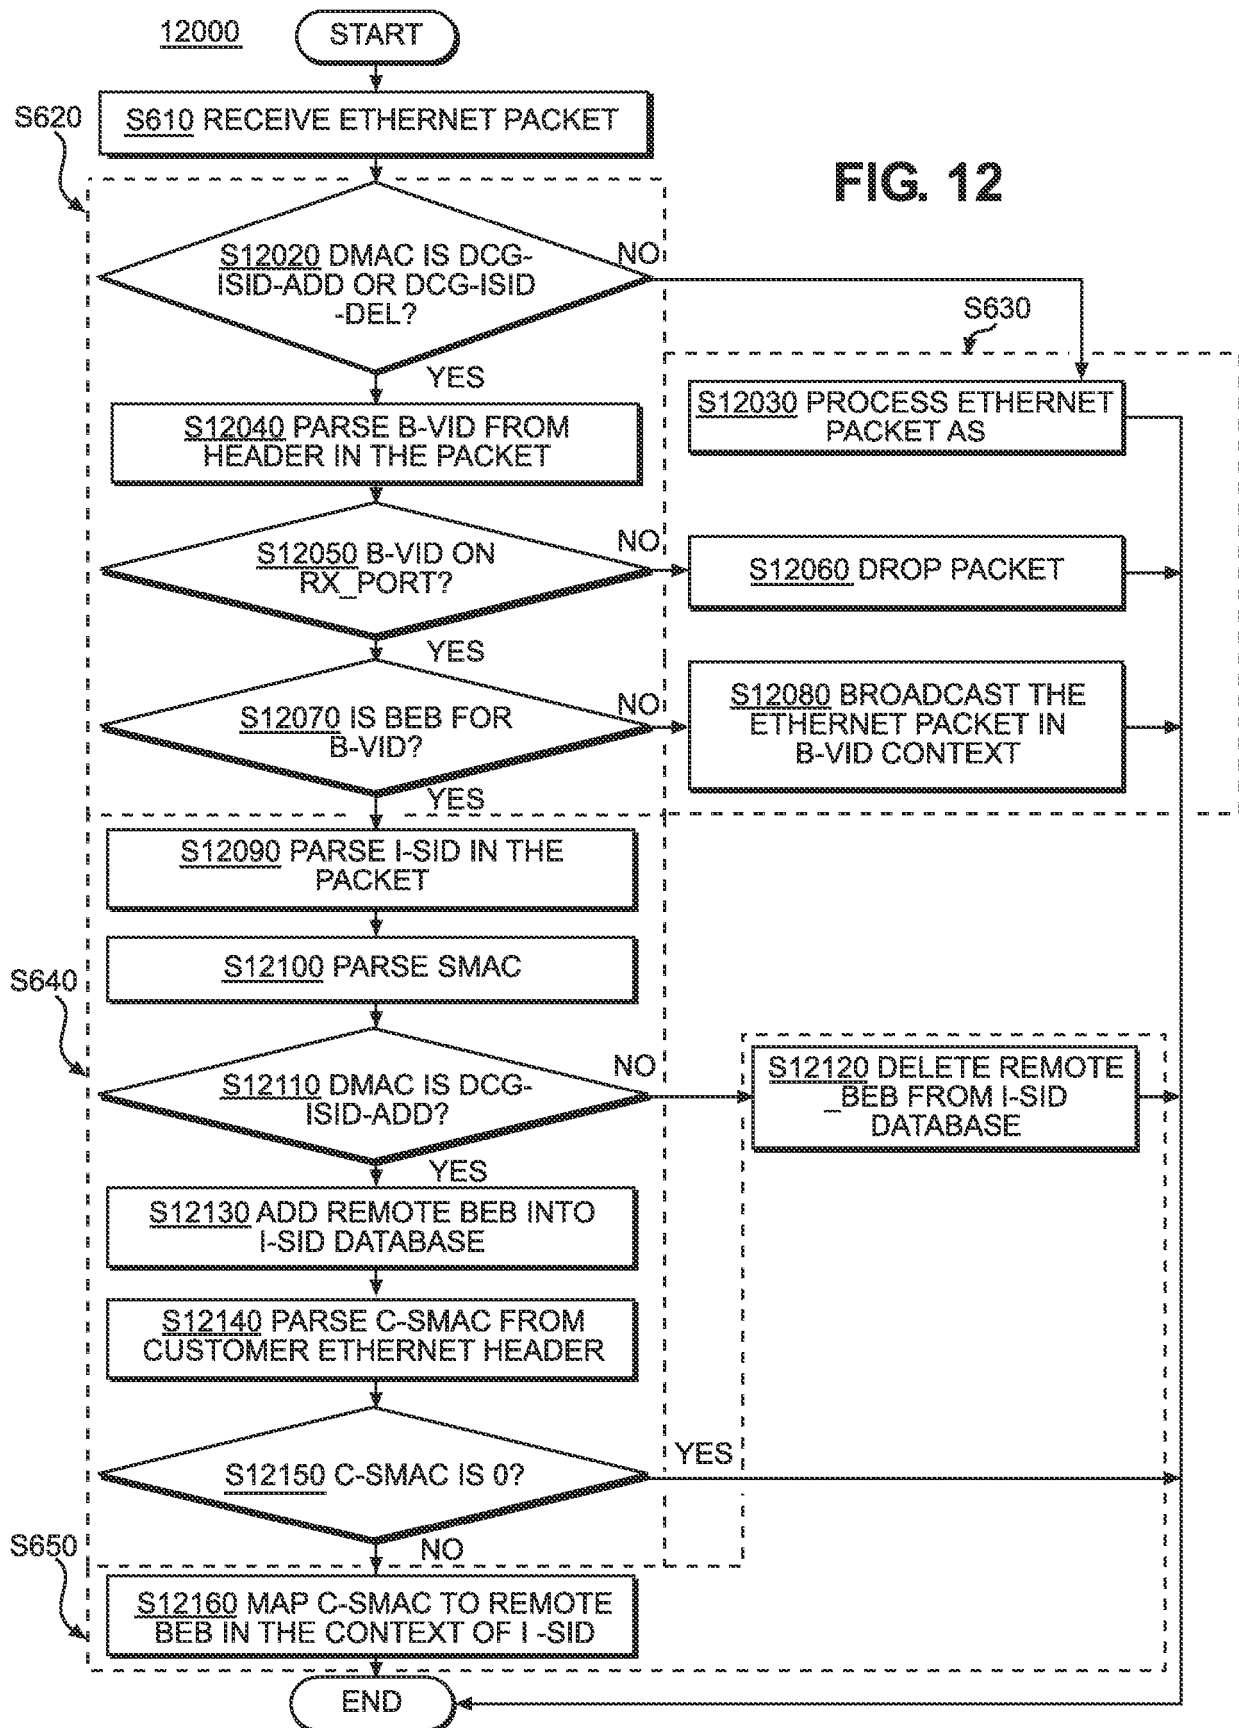 12000
START
S610 RECEIVE ETHERNET PACKET
S620
FIG. 12
S12020 DMAC IS DCG-
ISID-ADD OR DCG-ISID
-DEL?
NO
YES
S630
S12030 PROCESS ETHERNET
PACKET AS
S12040 PARSE B-VID FROM
HEADER IN THE PACKET
S12050 B-VID ON
RX_PORT?
NO
YES
S12060 DROP PACKET
S12070 IS BEB FOR
B-VID?
NO
YES
S12080 BROADCAST THE
ETHERNET PACKET IN
B-VID CONTEXT
S12090 PARSE I-SID IN THE
PACKET
S12100 PARSE SMAC
S640
S12110 DMAC IS DCG-
ISID-ADD?
NO
YES
S12120 DELETE REMOTE
_BEB FROM I-SID
DATABASE
S12130 ADD REMOTE BEB INTO
I-SID DATABASE
S12140 PARSE C-SMAC FROM
CUSTOMER ETHERNET HEADER
S12150 C-SMAC IS 0?
YES
NO
S650
S12160 MAP C-SMAC TO REMOTE
BEB IN THE CONTEXT OF I -SID
END